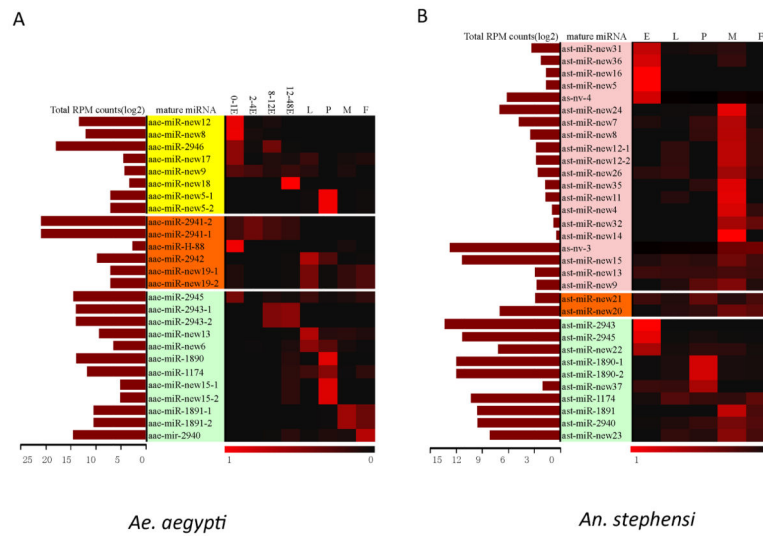 A
Total RPM counts(log2)
mature miRNA
0-1E
2-4E
8-12E
12-48E
L
P
M
F
aae-miR-new12
aae-miR-new8
aae-miR-2946
aae-miR-new17
aae-miR-new9
aae-miR-new18
aae-miR-new5-1
aae-miR-new5-2
aae-miR-2941-2
aae-miR-2941-1
aae-miR-H-88
aae-miR-2942
aae-miR-new19-1
aae-miR-new19-2
aae-miR-2945
aae-miR-2943-1
aae-miR-2943-2
aae-miR-new13
aae-miR-new6
aae-miR-1890
aae-miR-1174
aae-miR-new15-1
aae-miR-new15-2
aae-miR-1891-1
aae-miR-1891-2
aae-mir-2940
25 20 15 10 5 0
1 0
Ae. aegypti
B
Total RPM counts(log2)
mature miRNA
E
L
P
M
F
ast-miR-new31
ast-miR-new36
ast-miR-new16
ast-miR-new5
as-nv-4
ast-miR-new24
ast-miR-new7
ast-miR-new8
ast-miR-new12-1
ast-miR-new12-2
ast-miR-new26
ast-miR-new35
ast-miR-new11
ast-miR-new4
ast-miR-new32
ast-miR-new14
as-nv-3
ast-miR-new15
ast-miR-new13
ast-miR-new9
ast-miR-new21
ast-miR-new20
ast-miR-2943
ast-miR-2945
ast-miR-new22
ast-miR-1890-1
ast-miR-1890-2
ast-miR-new37
ast-miR-1174
ast-miR-1891
ast-miR-2940
ast-miR-new23
15 12 9 6 3 0
1
An. stephensi